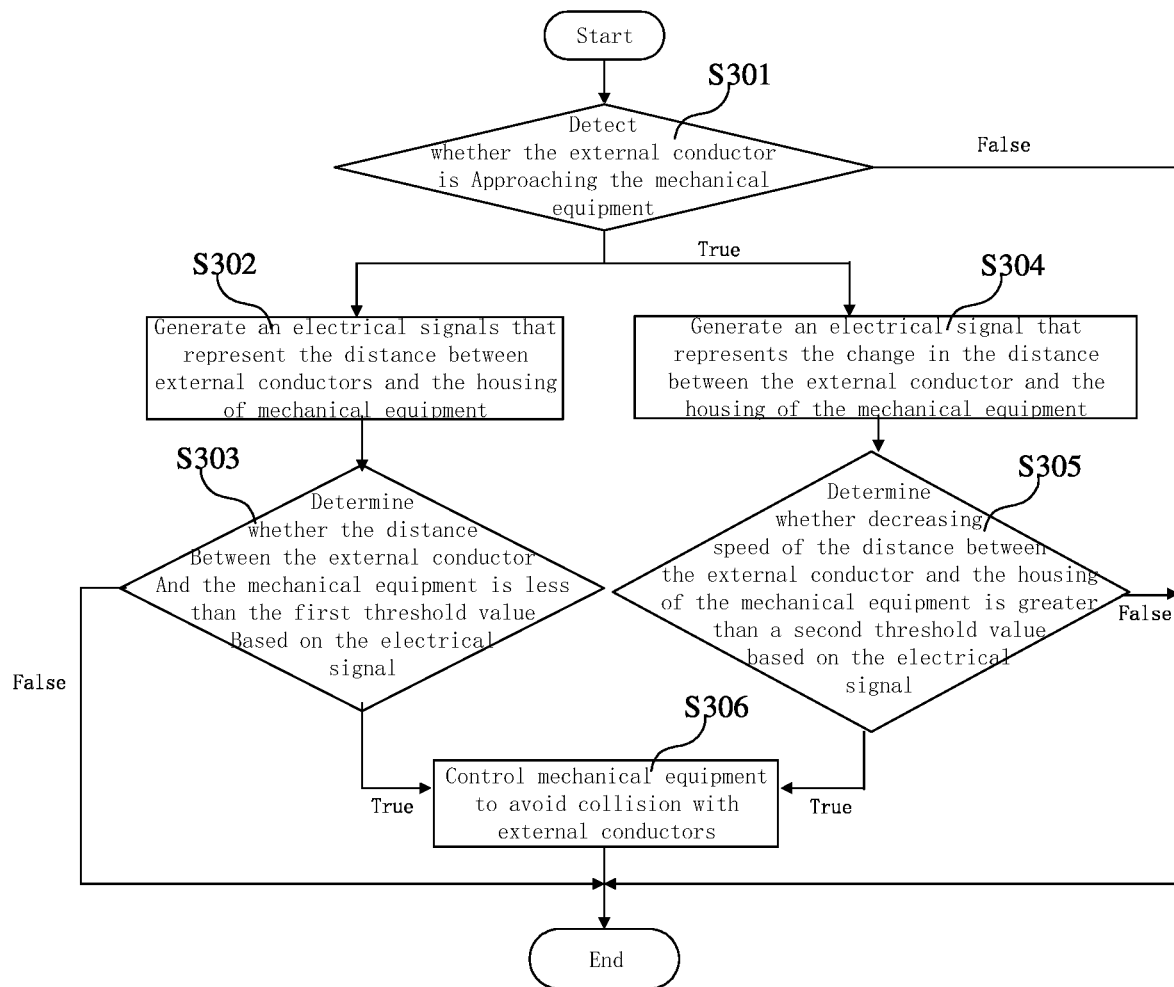 Start
S301
Detect
whether the external conductor
is Approaching the mechanical
equipment
False
True
S302
Generate an electrical signals that
represent the distance between
external conductors and the housing
of mechanical equipment
S304
Generate an electrical signal that
represents the change in the distance
between the external conductor and the
housing of the mechanical equipment
S303
Determine
whether the distance
Between the external conductor
And the mechanical equipment is less
than the first threshold value
Based on the electrical
signal
False
True
S305
Determine
whether decreasing
speed of the distance between
the external conductor and the housing
of the mechanical equipment is greater
than a second threshold value
based on the electrical
signal
False
True
S306
Control mechanical equipment
to avoid collision with
external conductors
End